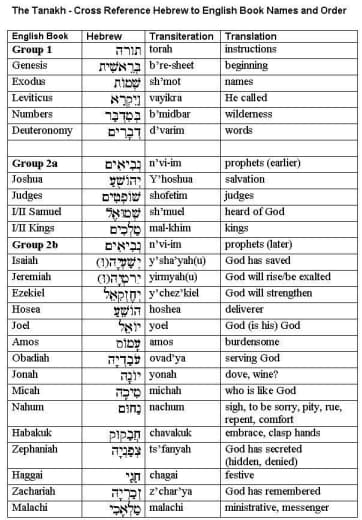 The Tanakh - Cross Reference Hebrew to English Book Names and Order
English Book Hebrew Transiteration Translation
Group 1 תורה torah instructions
Genesis בְּרֵאשִׁית b're-sheet beginning
Exodus שְׁמוֹת sh'mot names
Leviticus וַיִּקְרָא vayikra He called
Numbers בְּמִדְבַּר b'midbar wilderness
Deuteronomy דְּבָרִים d'varim words
Group 2a נְבִיאִים n'vi-im prophets (earlier)
Joshua יְהוֹשֻׁעַ Y'hoshua salvation
Judges שׁוֹפְטִים shofetim judges
I/II Samuel שְׁמוּאֵל sh'muel heard of God
I/II Kings מְלָכִים mal-khim kings
Group 2b נְבִיאִים n'vi-im prophets (later)
Isaiah יְשַׁעְיָה(וּ) y'sha'yah(u) God has saved
Jeremiah יִרְמְיָה(וּ) yirmyah(u) God will rise/be exalted
Ezekiel יְחֶזְקֵאל y'chez'kiel God will strengthen
Hosea הוֹשֵׁעַ hoshea deliverer
Joel יוֹאֵל yoel God (is his) God
Amos עָמוֹס amos burdensome
Obadiah עֹבַדְיָה ovad'ya serving God
Jonah יוֹנָה yonah dove, wine?
Micah מִיכָה michah who is like God
Nahum נַחוּם nachum sigh, to be sorry, pity, rue,
repent, comfort
Habakuk חֲבַקּוּק chavakuk embrace, clasp hands
Zephaniah צְפַנְיָה ts'fanyah God has secreted
(hidden, denied)
Haggai חַגַּי chagai festive
Zachariah זְכַרְיָה z'char'ya God has remembered
Malachi מַלְאָכִי malachi ministrative, messenger